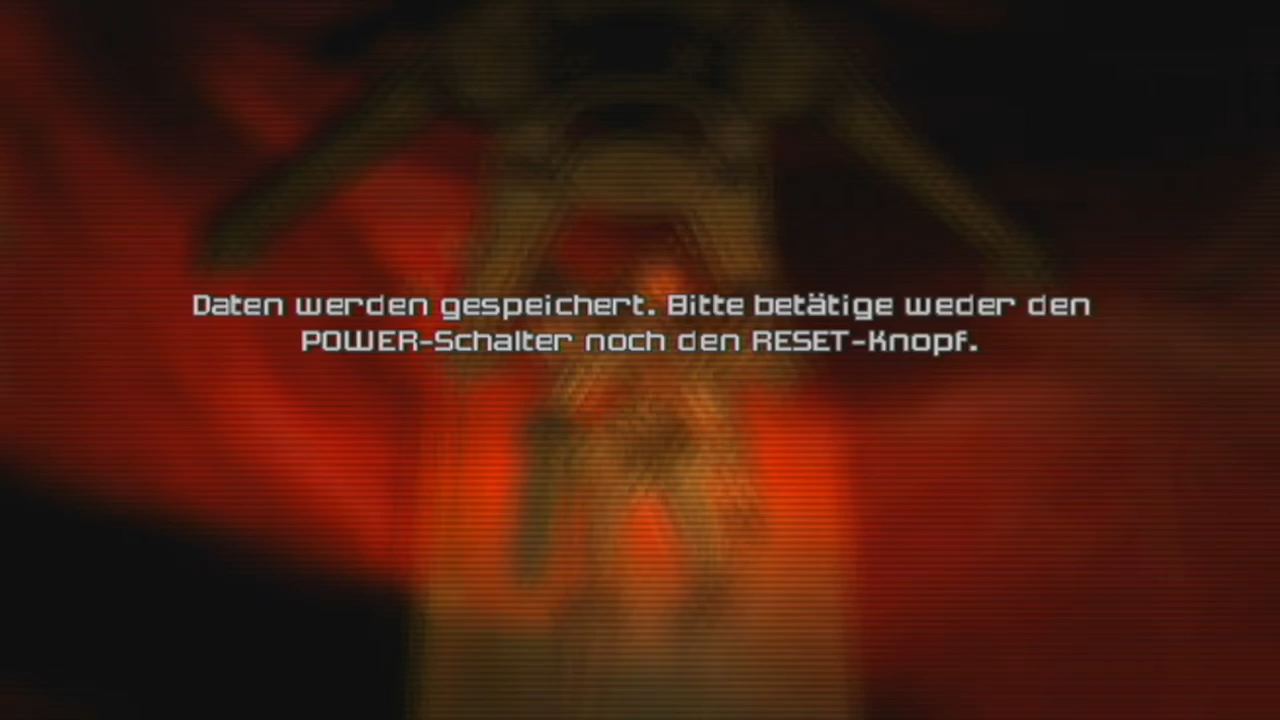 Daten werden gespeichert. Bitte betätige weder den
POWER-Schalter noch den RESET-Knopf.